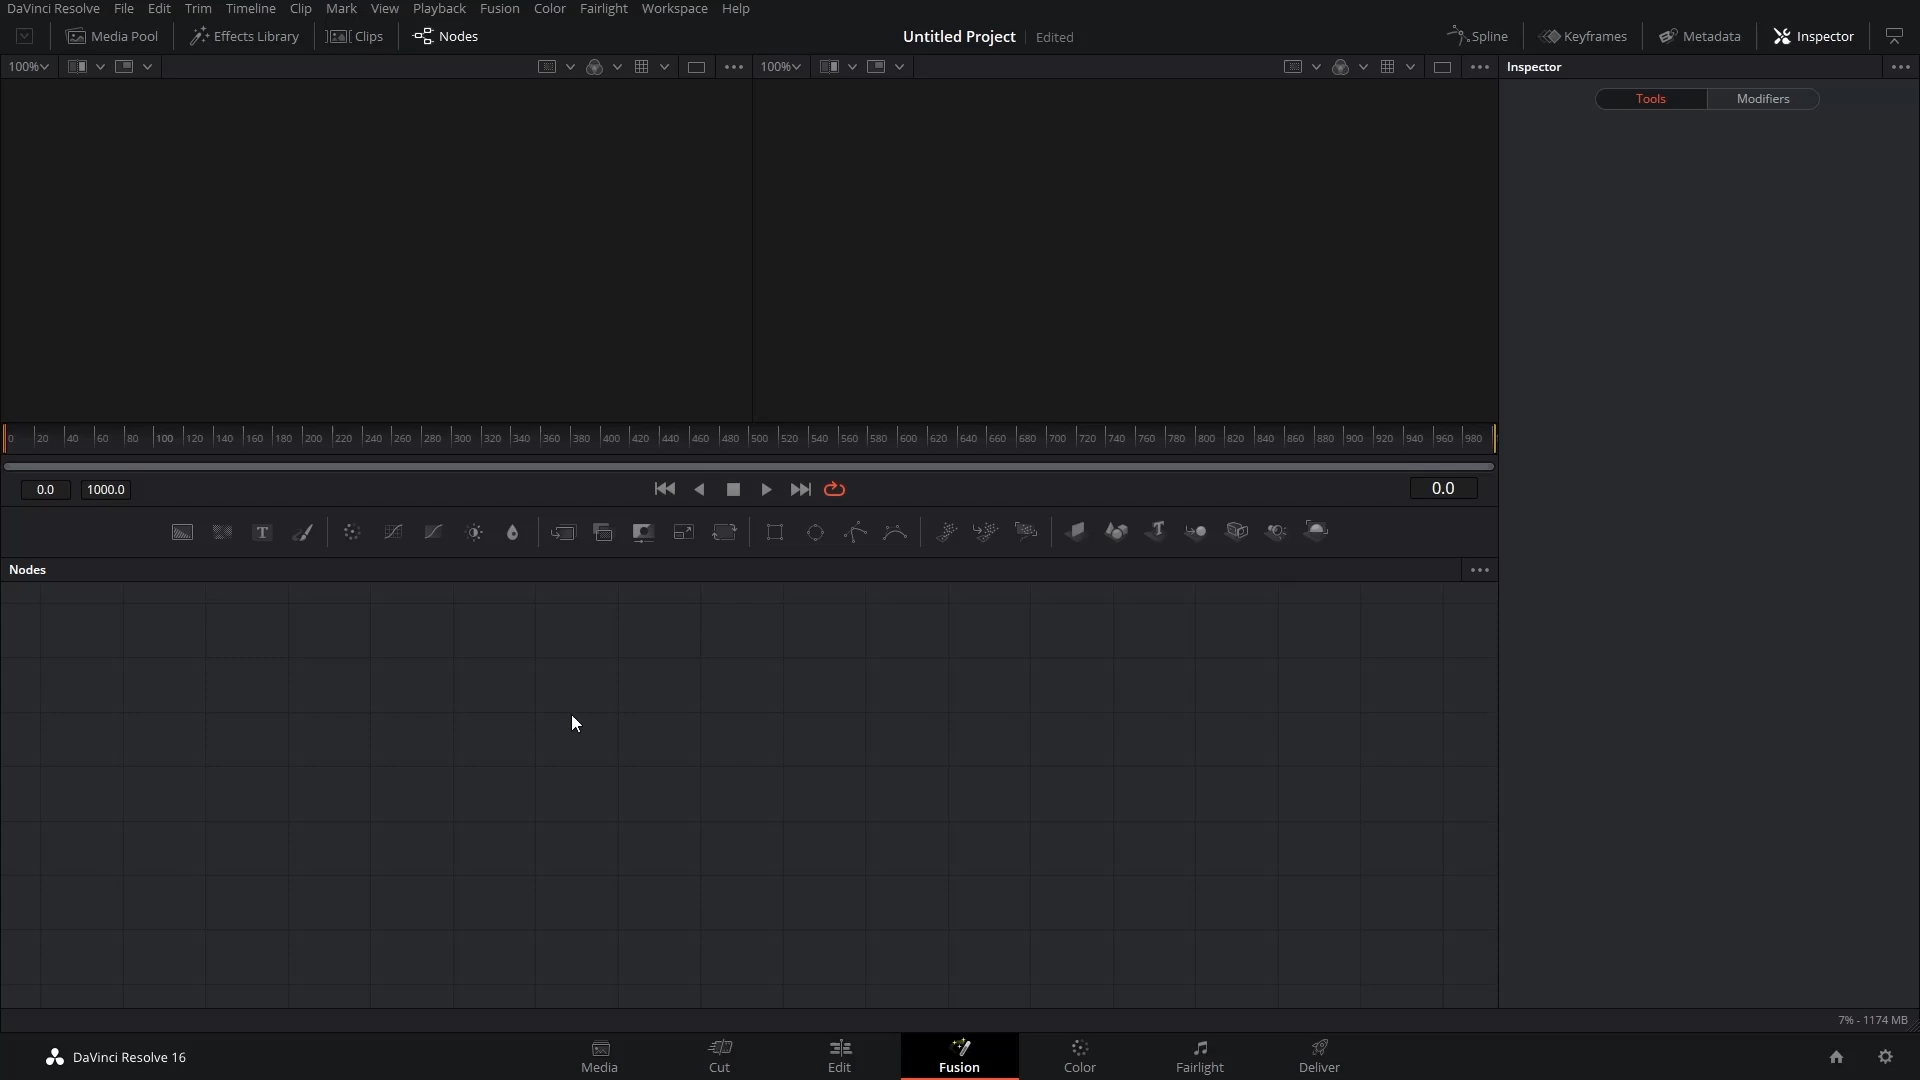 DaVinci Resolve File Edit Trim Timeline Clip Mark View Playback Fusion Color Fairlight Workspace Help
Media Pool Effects Library Clips Nodes Untitled Project Edited Spline Keyframes Metadata Inspector
100% 100% Inspector
Tools Modifiers
0 20 40 60 80 100 120 140 160 180 200 220 240 260 280 300 320 340 360 380 400 420 440 460 480 500 520 540 560 580 600 620 640 660 680 700 720 740 760 780 800 820 840 860 880 900 920 940 960 980
0.0 1000.0 0.0
T T
Nodes
7% - 1174 MB
DaVinci Resolve 16 Media Cut Edit Fusion Color Fairlight Deliver